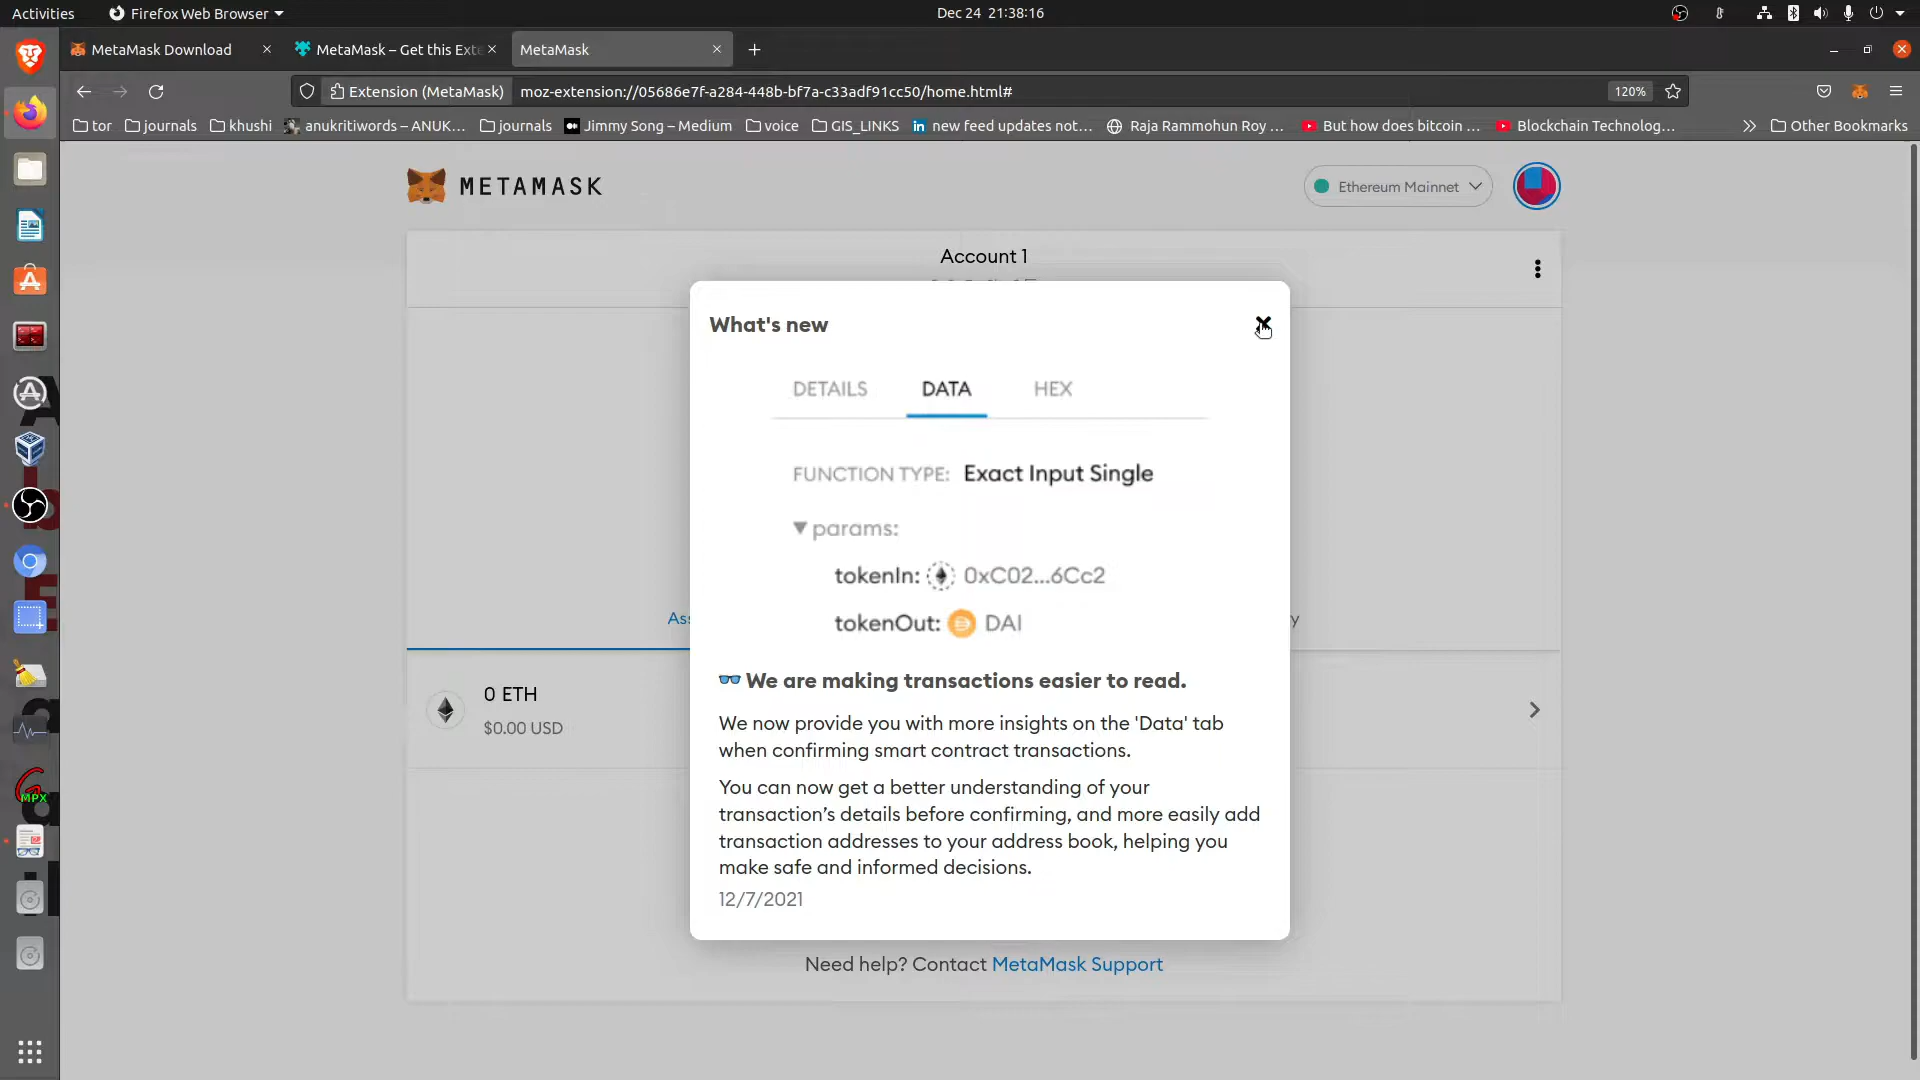 Activities
Firefox Web Browser
Dec 24 21:38:16
MetaMask Download
MetaMask – Get this Exte
MetaMask
Extension (MetaMask)
moz-extension://05686e7f-a284-448b-bf7a-c33adf91cc50/home.html#
120%
tor
journals
khushi
anukritiwords – ANUK...
journals
Jimmy Song – Medium
voice
GIS_LINKS
new feed updates not...
Raja Rammohun Roy ...
But how does bitcoin ...
Blockchain Technolog...
Other Bookmarks
METAMASK
Ethereum Mainnet
Account 1
What's new
DETAILS
DATA
HEX
FUNCTION TYPE: Exact Input Single
params:
tokenIn: 0xC02...6Cc2
tokenOut: DAI
Ass
y
We are making transactions easier to read.
0 ETH
$0.00 USD
We now provide you with more insights on the 'Data' tab
when confirming smart contract transactions.
You can now get a better understanding of your
transaction’s details before confirming, and more easily add
transaction addresses to your address book, helping you
make safe and informed decisions.
12/7/2021
Need help? Contact MetaMask Support
MPX